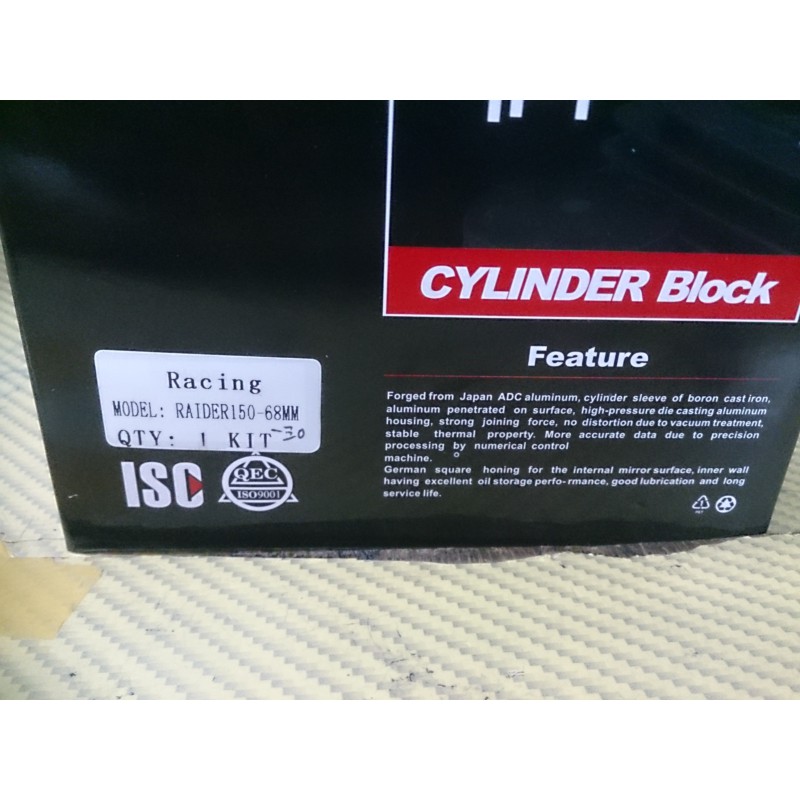 CYLINDER Block
Feature
Forged from Japan ADC aluminum, cylinder sleeve of boron cast iron,
aluminum penetrated on surface, high-pressure die casting aluminum
housing, strong joining force, no distortion due to vacuum treatment,
stable thermal property. More accurate data due to precision
processing by numerical control
machine.
German square honing for the internal mirror surface, inner wall
having excellent oil storage perfo-rmance, good lubrication and long
service life.
Racing
MODEL: RAIDER150-68MM
QTY: 1 KIT -30
ISC
QEC
ISO9001